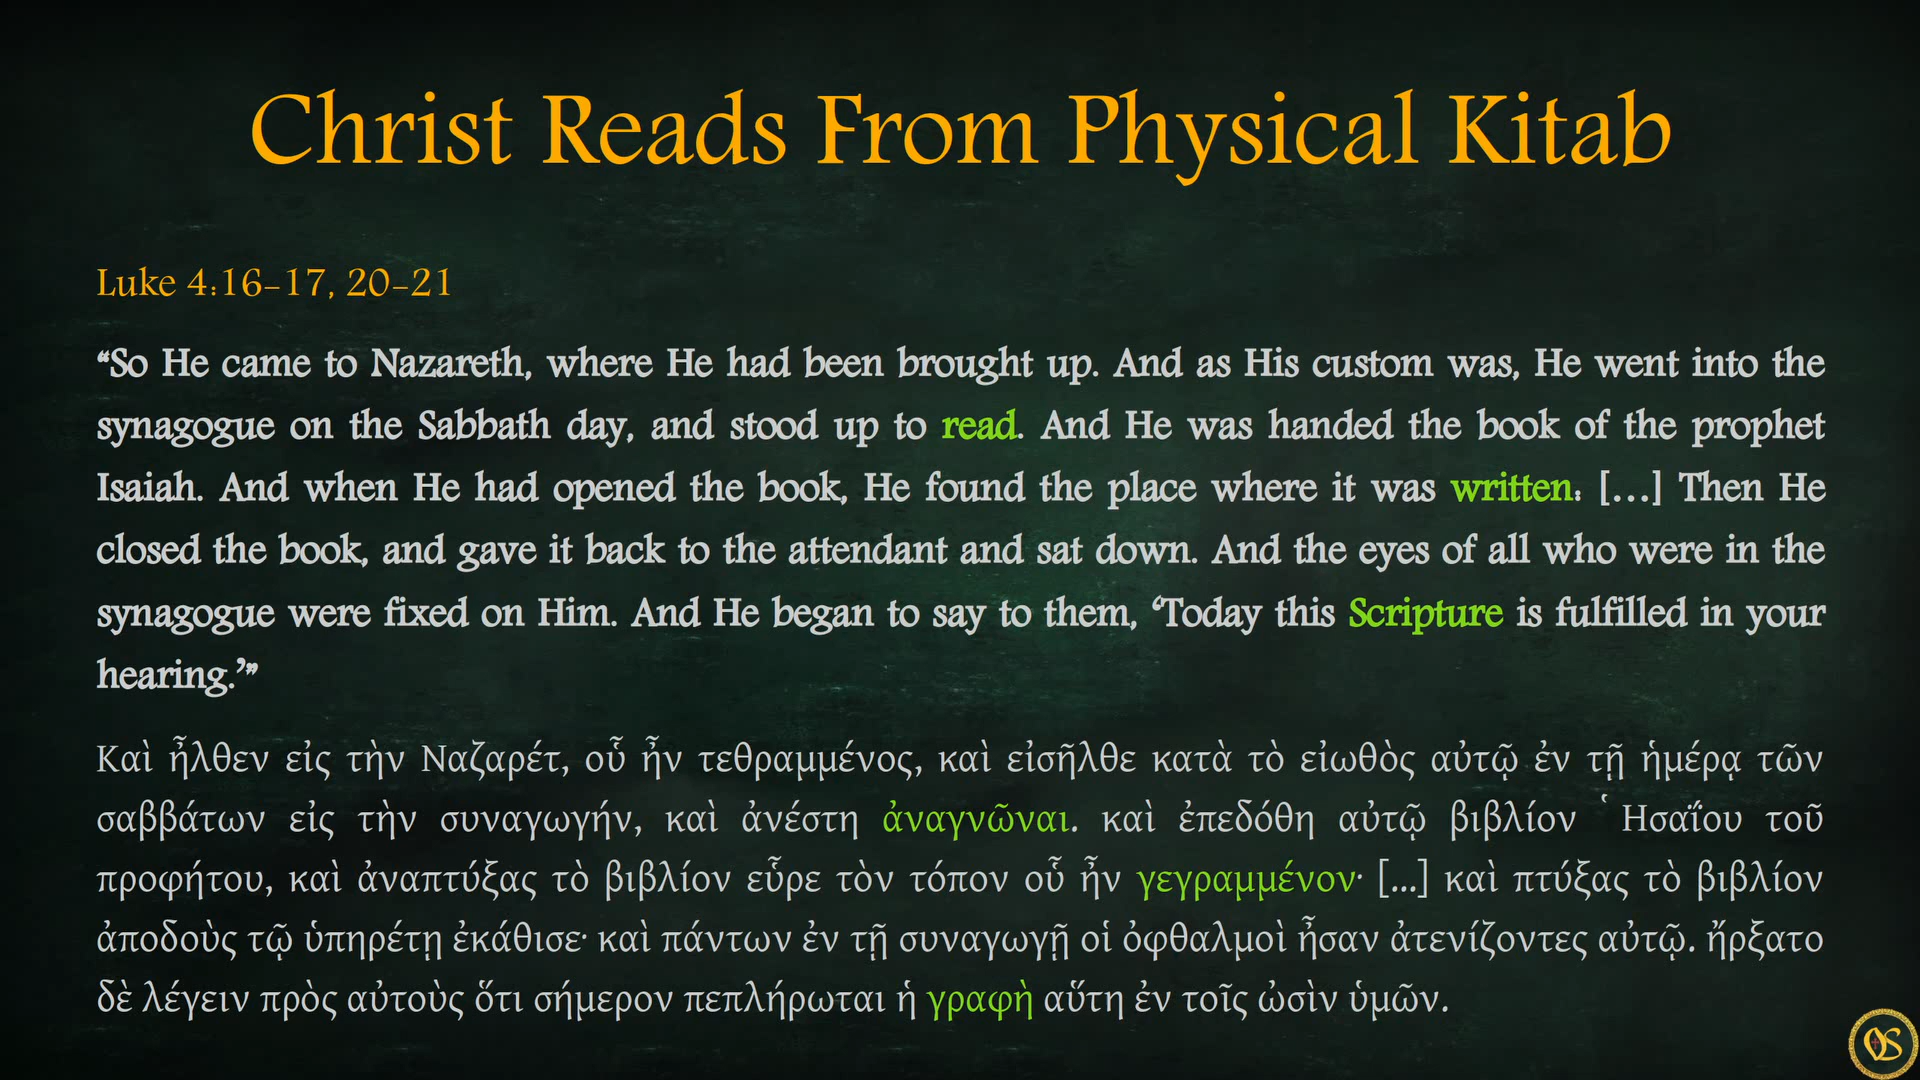 Christ Reads From Physical Kitab
Luke 4:16–17, 20–21
“So He came to Nazareth, where He had been brought up. And as His custom was, He went into the
synagogue on the Sabbath day, and stood up to read. And He was handed the book of the prophet
Isaiah. And when He had opened the book, He found the place where it was written: […] Then He
closed the book, and gave it back to the attendant and sat down. And the eyes of all who were in the
synagogue were fixed on Him. And He began to say to them, ‘Today this Scripture is fulfilled in your
hearing.’”
Καὶ ἦλθεν εἰς τὴν Ναζαρέτ, οὗ ἦν τεθραμμένος, καὶ εἰσῆλθε κατὰ τὸ εἰωθὸς αὐτῷ ἐν τῇ ἡμέρᾳ τῶν
σαββάτων εἰς τὴν συναγωγήν, καὶ ἀνέστη ἀναγνῶναι. καὶ ἐπεδόθη αὐτῷ βιβλίον ῾Ησαΐου τοῦ
προφήτου, καὶ ἀναπτύξας τὸ βιβλίον εὗρε τὸν τόπον οὗ ἦν γεγραμμένον· [...] καὶ πτύξας τὸ βιβλίον
ἀποδοὺς τῷ ὑπηρέτῃ ἐκάθισε· καὶ πάντων ἐν τῇ συναγωγῇ οἱ ὀφθαλμοὶ ἦσαν ἀτενίζοντες αὐτῷ. ἤρξατο
δὲ λέγειν πρὸς αὐτοὺς ὅτι σήμερον πεπλήρωται ἡ γραφὴ αὕτη ἐν τοῖς ὠσὶν ὑμῶν.